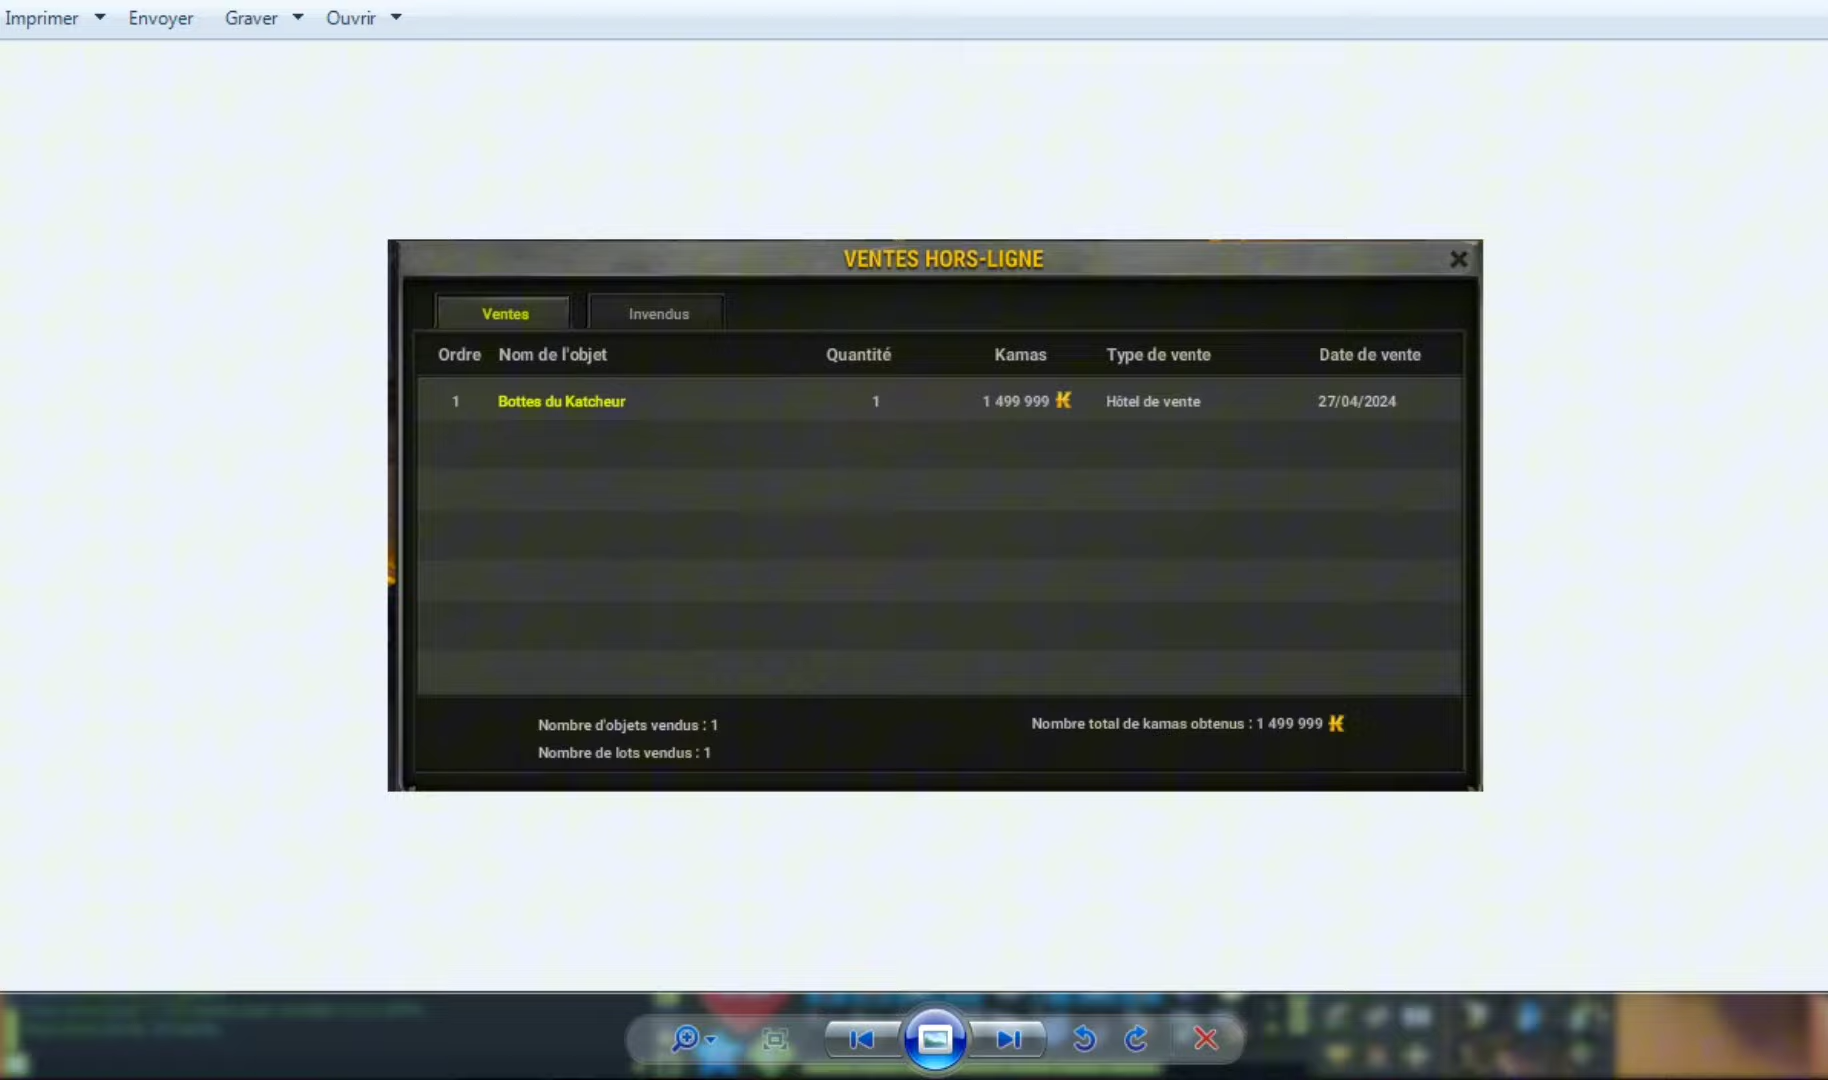 Imprimer Envoyer Graver Ouvrir
VENTES HORS-LIGNE
Ventes Invendus
Ordre Nom de l'objet Quantité Kamas Type de vente Date de vente
1 Bottes du Katcheur 1 1 499 999 Hôtel de vente 27/04/2024
Nombre d'objets vendus : 1 Nombre total de kamas obtenus : 1 499 999
Nombre de lots vendus : 1